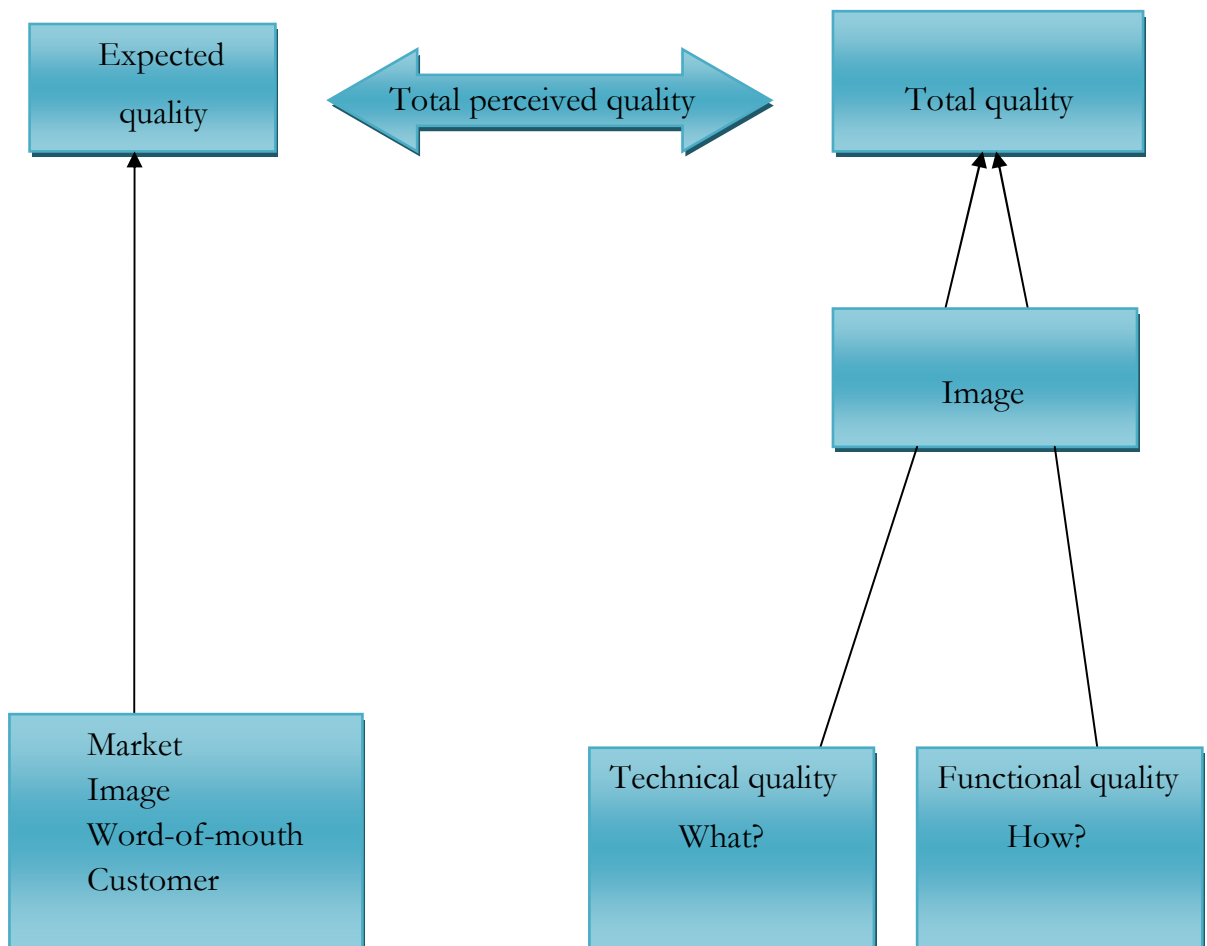 Expected
quality
Total perceived quality
Total quality
Image
Market
Image
Word-of-mouth
Customer
Technical quality
What?
Functional quality
How?